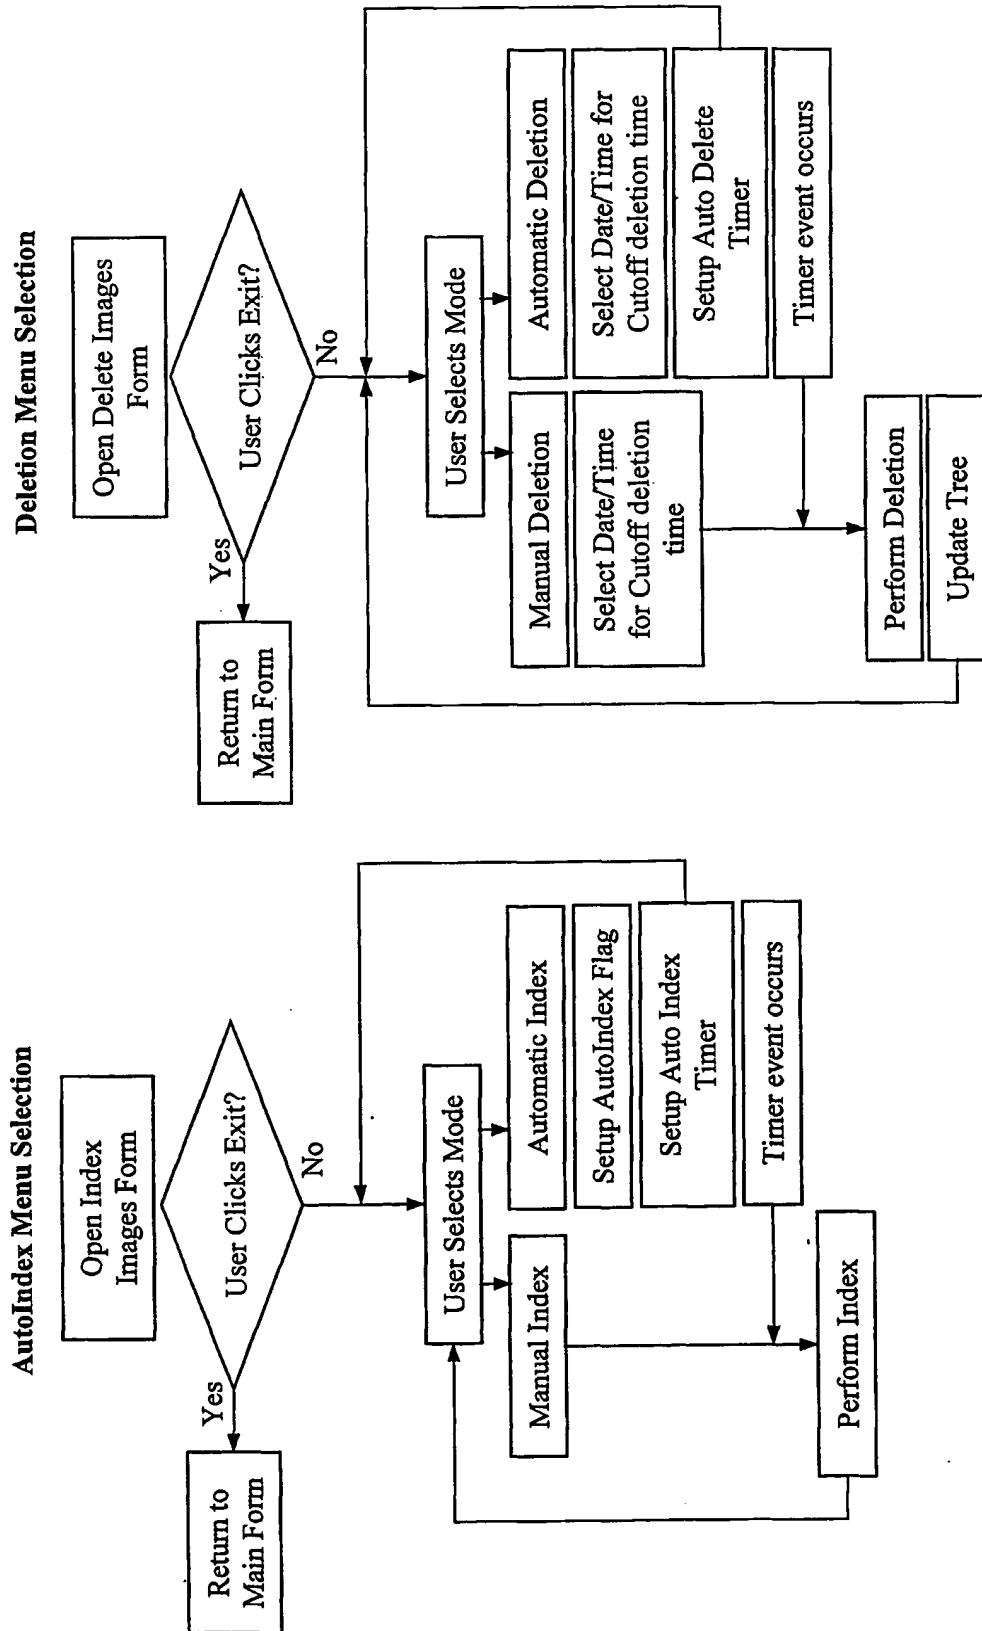 AutoIndex Menu Selection
Open Index
Images Form
User Clicks Exit?
Yes
No
Return to
Main Form
User Selects Mode
Manual Index
Automatic Index
Setup AutoIndex Flag
Setup Auto Index
Timer
Timer event occurs
Perform Index
Deletion Menu Selection
Open Delete Images
Form
User Clicks Exit?
Yes
No
Return to
Main Form
User Selects Mode
Manual Deletion
Select Date/Time
for Cutoff deletion
time
Automatic Deletion
Select Date/Time for
Cutoff deletion time
Setup Auto Delete
Timer
Timer event occurs
Perform Deletion
Update Tree